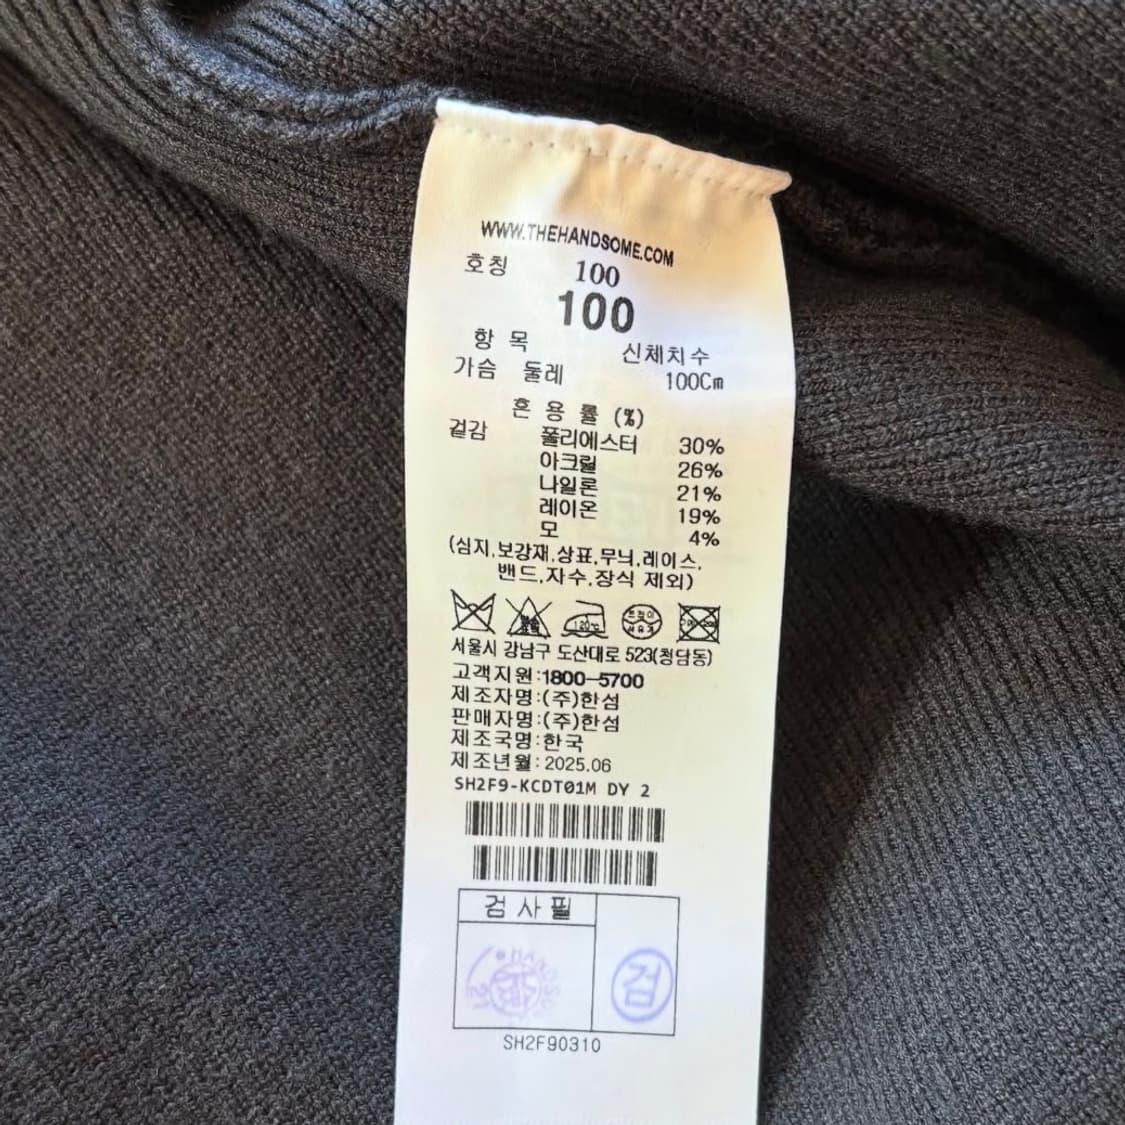 WWW.THEHANDSOME.COM
호칭 100
100
항 목 신체치수
가슴 둘레 100Cm
혼 용 률 (%)
겉감 폴리에스터 30%
아크릴 26%
나일론 21%
레이온 19%
모 4%
(심지,보강재,상표,무늬,레이스,
밴드,자수,장식 제외)
120℃
서울시 강남구 도산대로 523(청담동)
고객지원:1800-5700
제조자명:(주)한섬
판매자명:(주)한섬
제조국명:한국
제조년월:2025.06
SH2F9-KCDT01M DY 2
검 사 필
검
SH2F90310